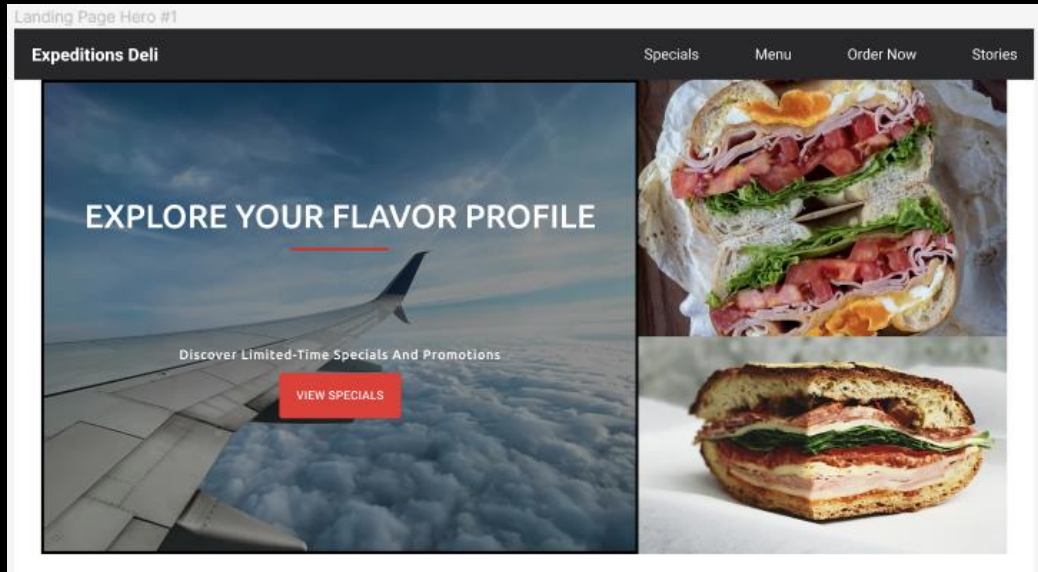 Landing Page Hero #1
Expeditions Deli
Specials
Menu
Order Now
Stories
EXPLORE YOUR FLAVOR PROFILE
Discover Limited-Time Specials And Promotions
VIEW SPECIALS